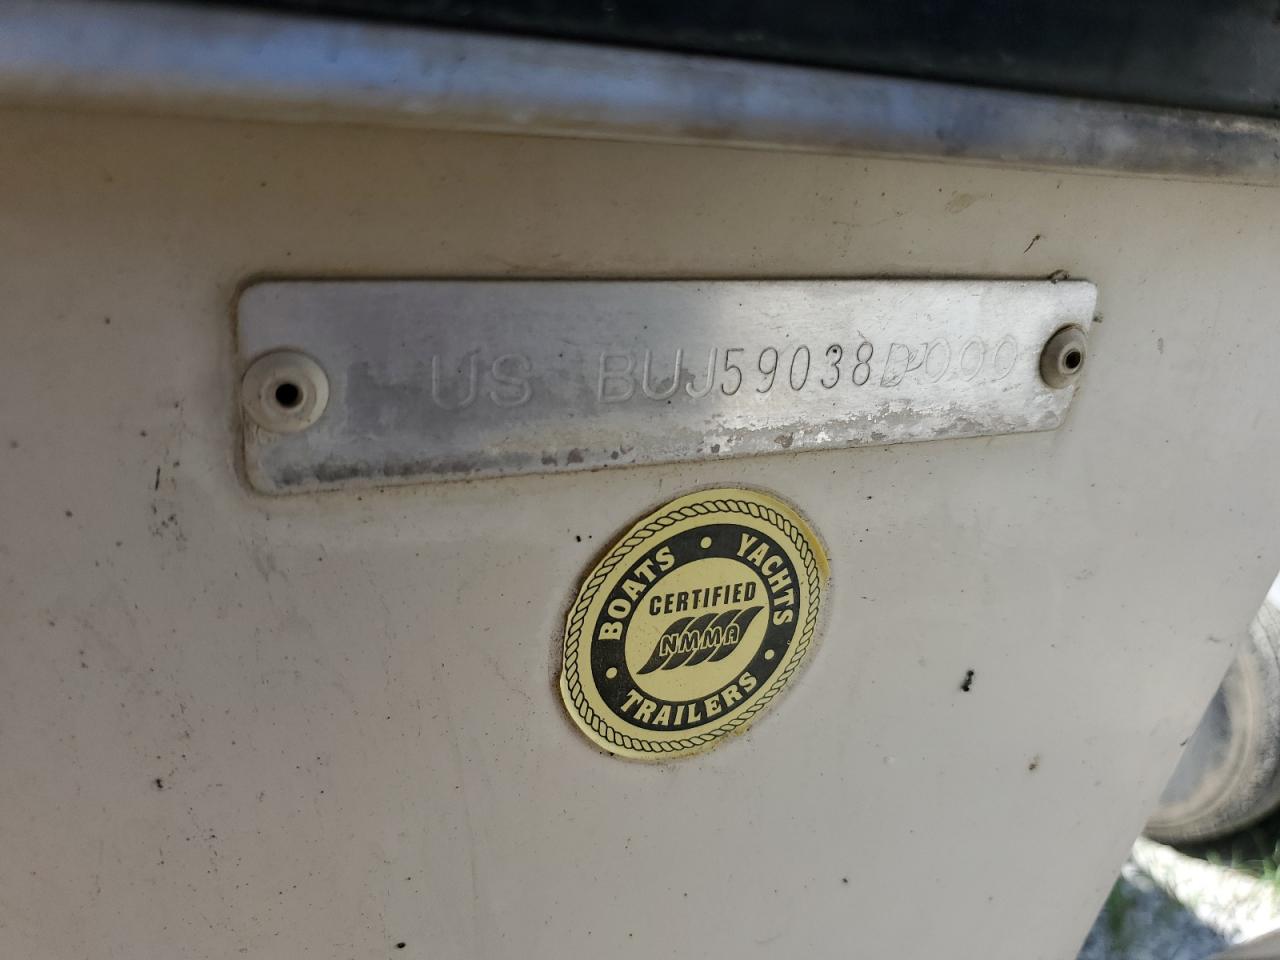 US BUJ59038D000
BOATS • YACHTS • TRAILERS •
CERTIFIED
NMMA